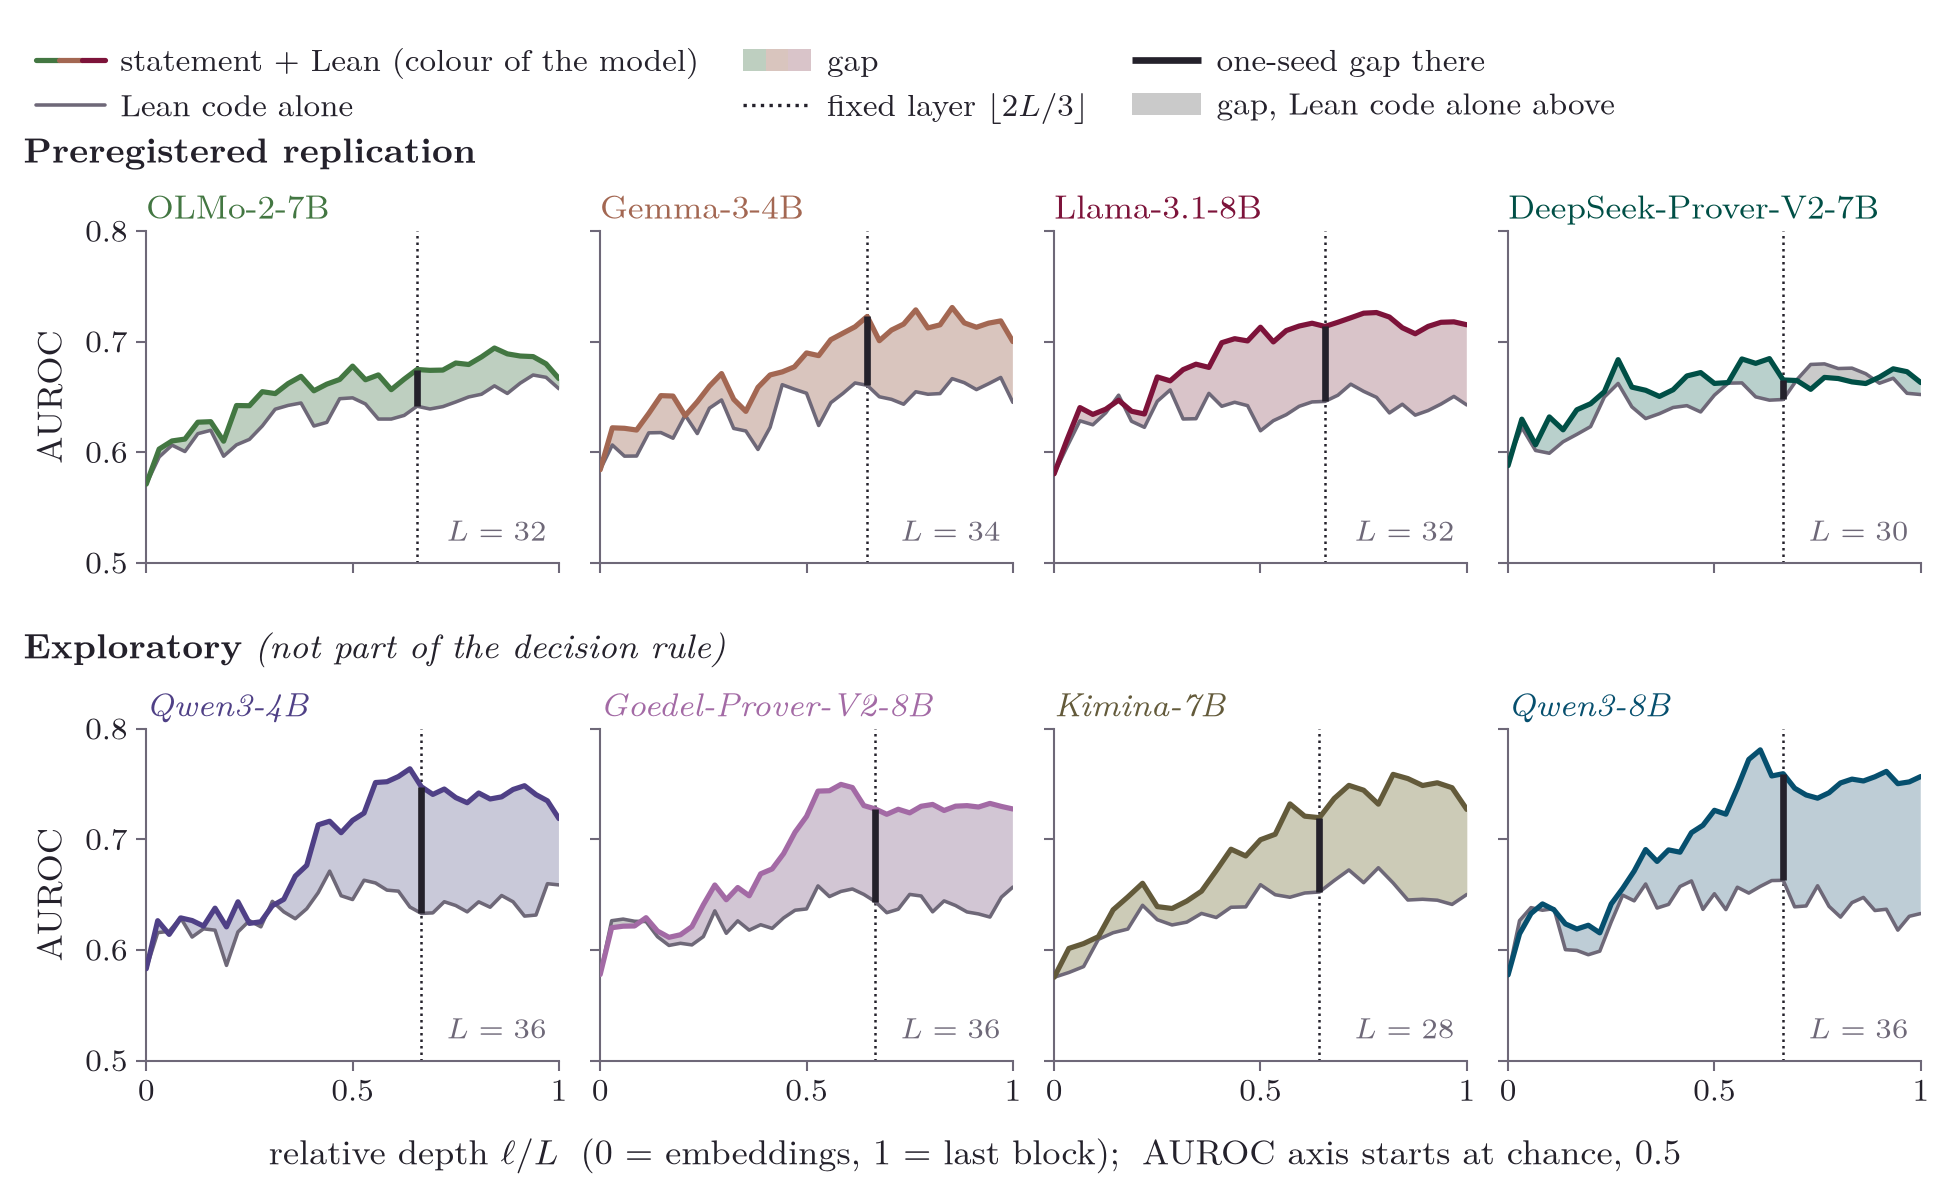 statement + Lean (colour of the model)
gap
one-seed gap there
Lean code alone
fixed layer ⌊2L/3⌋
gap, Lean code alone above
Preregistered replication
OLMo-2-7B
Gemma-3-4B
Llama-3.1-8B
DeepSeek-Prover-V2-7B
0.8
0.7
0.6
0.5
AUROC
L = 32
L = 34
L = 32
L = 30
Exploratory (not part of the decision rule)
Qwen3-4B
Goedel-Prover-V2-8B
Kimina-7B
Qwen3-8B
0.8
0.7
0.6
0.5
AUROC
L = 36
L = 36
L = 28
L = 36
0 0.5 1
0 0.5 1
0 0.5 1
0 0.5 1
relative depth ℓ/L (0 = embeddings, 1 = last block); AUROC axis starts at chance, 0.5